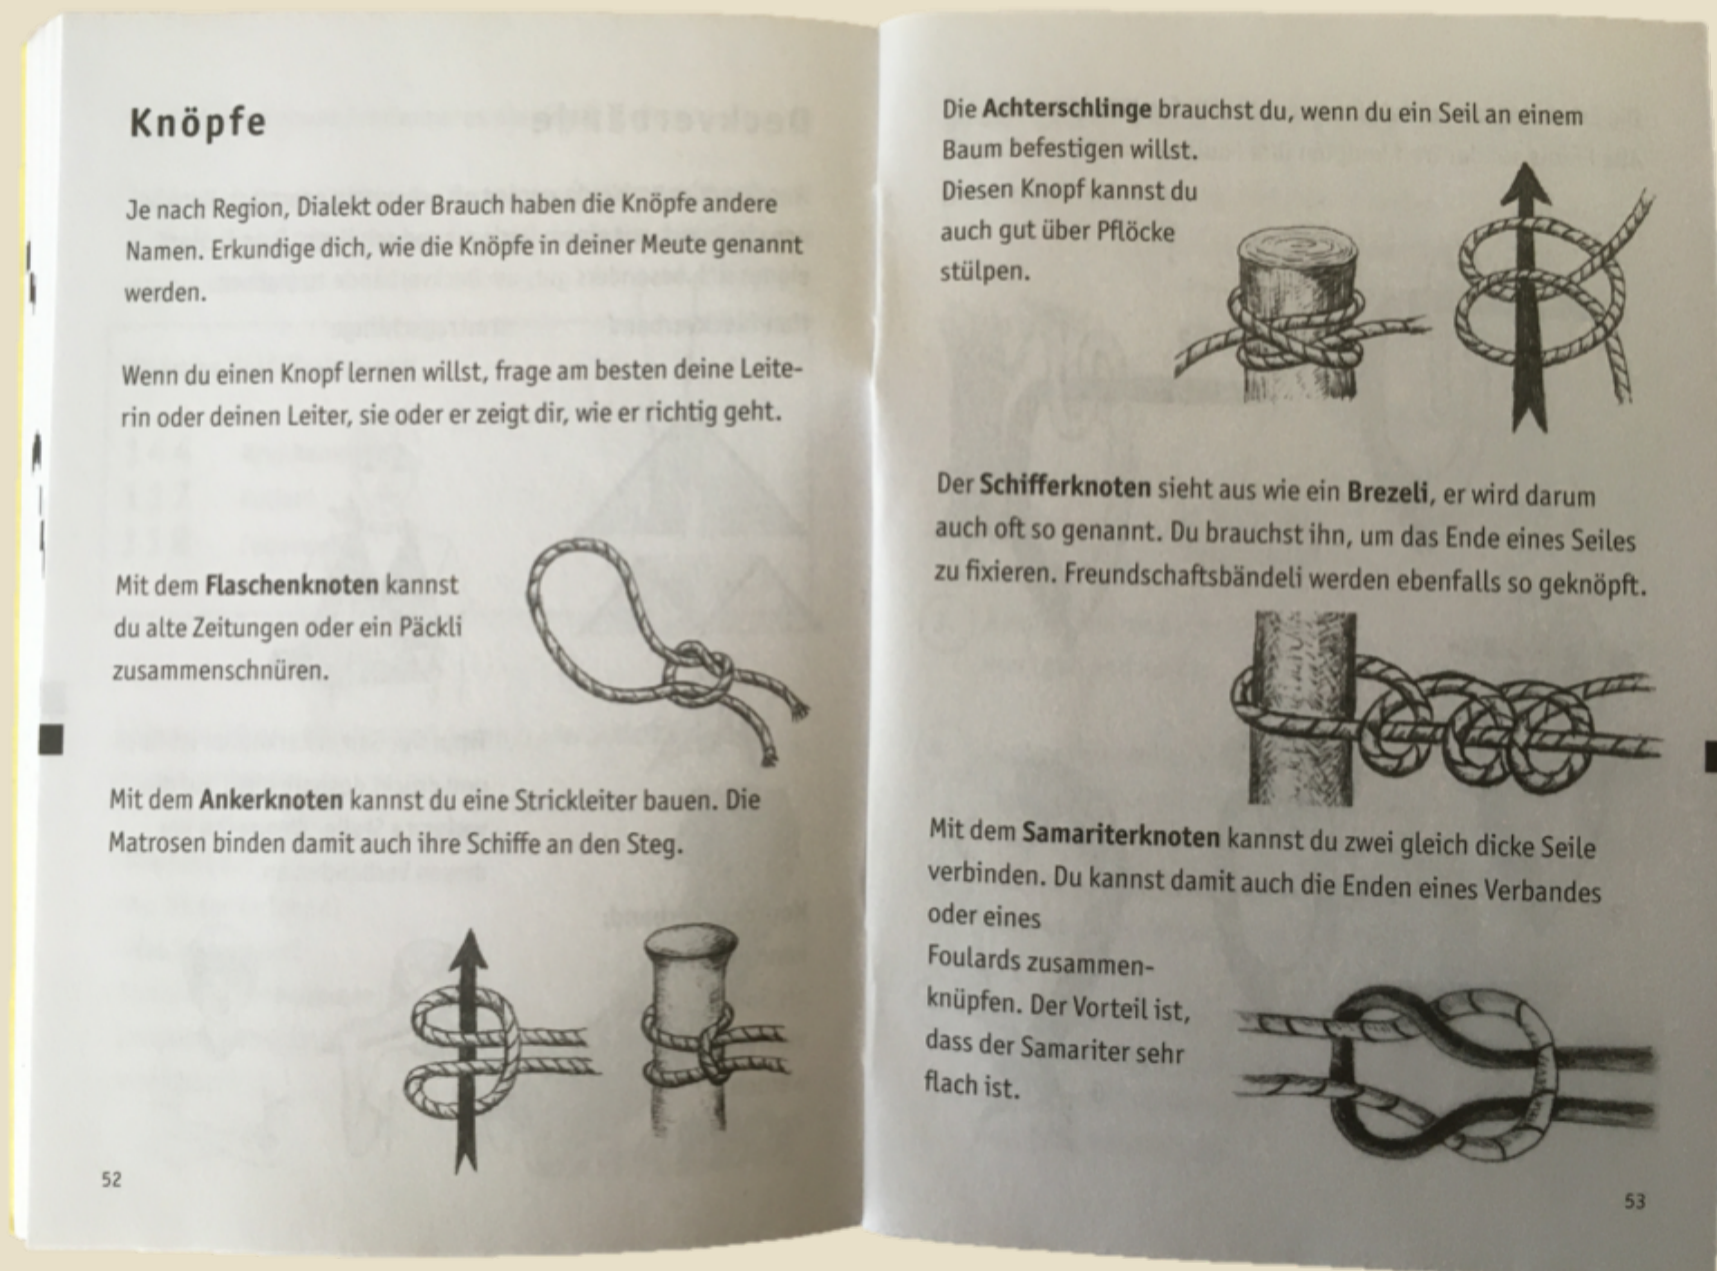 Knöpfe
Je nach Region, Dialekt oder Brauch haben die Knöpfe andere
Namen. Erkundige dich, wie die Knöpfe in deiner Meute genannt
werden.
Wenn du einen Knopf lernen willst, frage am besten deine Leite-
rin oder deinen Leiter, sie oder er zeigt dir, wie er richtig geht.
Mit dem Flaschenknoten kannst
du alte Zeitungen oder ein Päckli
zusammenschnüren.
Mit dem Ankerknoten kannst du eine Strickleiter bauen. Die
Matrosen binden damit auch ihre Schiffe an den Steg.
52
Die Achterschlinge brauchst du, wenn du ein Seil an einem
Baum befestigen willst.
Diesen Knopf kannst du
auch gut über Pflöcke
stülpen.
Der Schifferknoten sieht aus wie ein Brezeli, er wird darum
auch oft so genannt. Du brauchst ihn, um das Ende eines Seiles
zu fixieren. Freundschaftsbändeli werden ebenfalls so geknöpft.
Mit dem Samariterknoten kannst du zwei gleich dicke Seile
verbinden. Du kannst damit auch die Enden eines Verbandes
oder eines
Foulards zusammen-
knüpfen. Der Vorteil ist,
dass der Samariter sehr
flach ist.
53